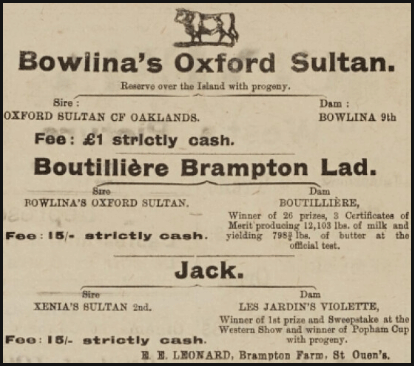 Bowlina's Oxford Sultan.
Reserve over the Island with progeny.
Sire : Dam :
OXFORD SULTAN OF OAKLANDS. BOWLINA 9th
Fee: £1 strictly cash.
Boutillière Brampton Lad.
Sire Dam
BOWLINA'S OXFORD SULTAN. BOUTILLIÈRE,
Winner of 26 prizes, 3 Certificates of
Merit producing 12,103 lbs. of milk and
Fee: 15/- strictly cash. yielding 798¾ lbs. of butter at the
official test.
Jack.
Sire Dam
XENIA'S SULTAN 2nd. LES JARDIN'S VIOLETTE,
Winner of 1st prize and Sweepstake at the
Western Show and winner of Popham Cup
Fee: 15/- strictly cash. with progeny.
E. E. LEONARD, Brampton Farm, St Ouen's.